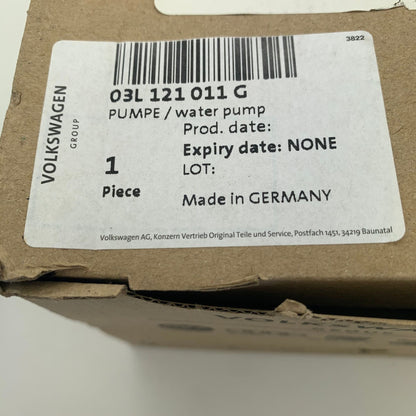 3822
03L 121 011 G
PUMPE / water pump
Prod. date:
Expiry date: NONE
LOT:
1
Piece
Made in GERMANY
VOLKSWAGEN
GROUP
Volkswagen AG, Konzern Vertrieb Original Teile und Service, Postfach 1451, 34219 Baunatal